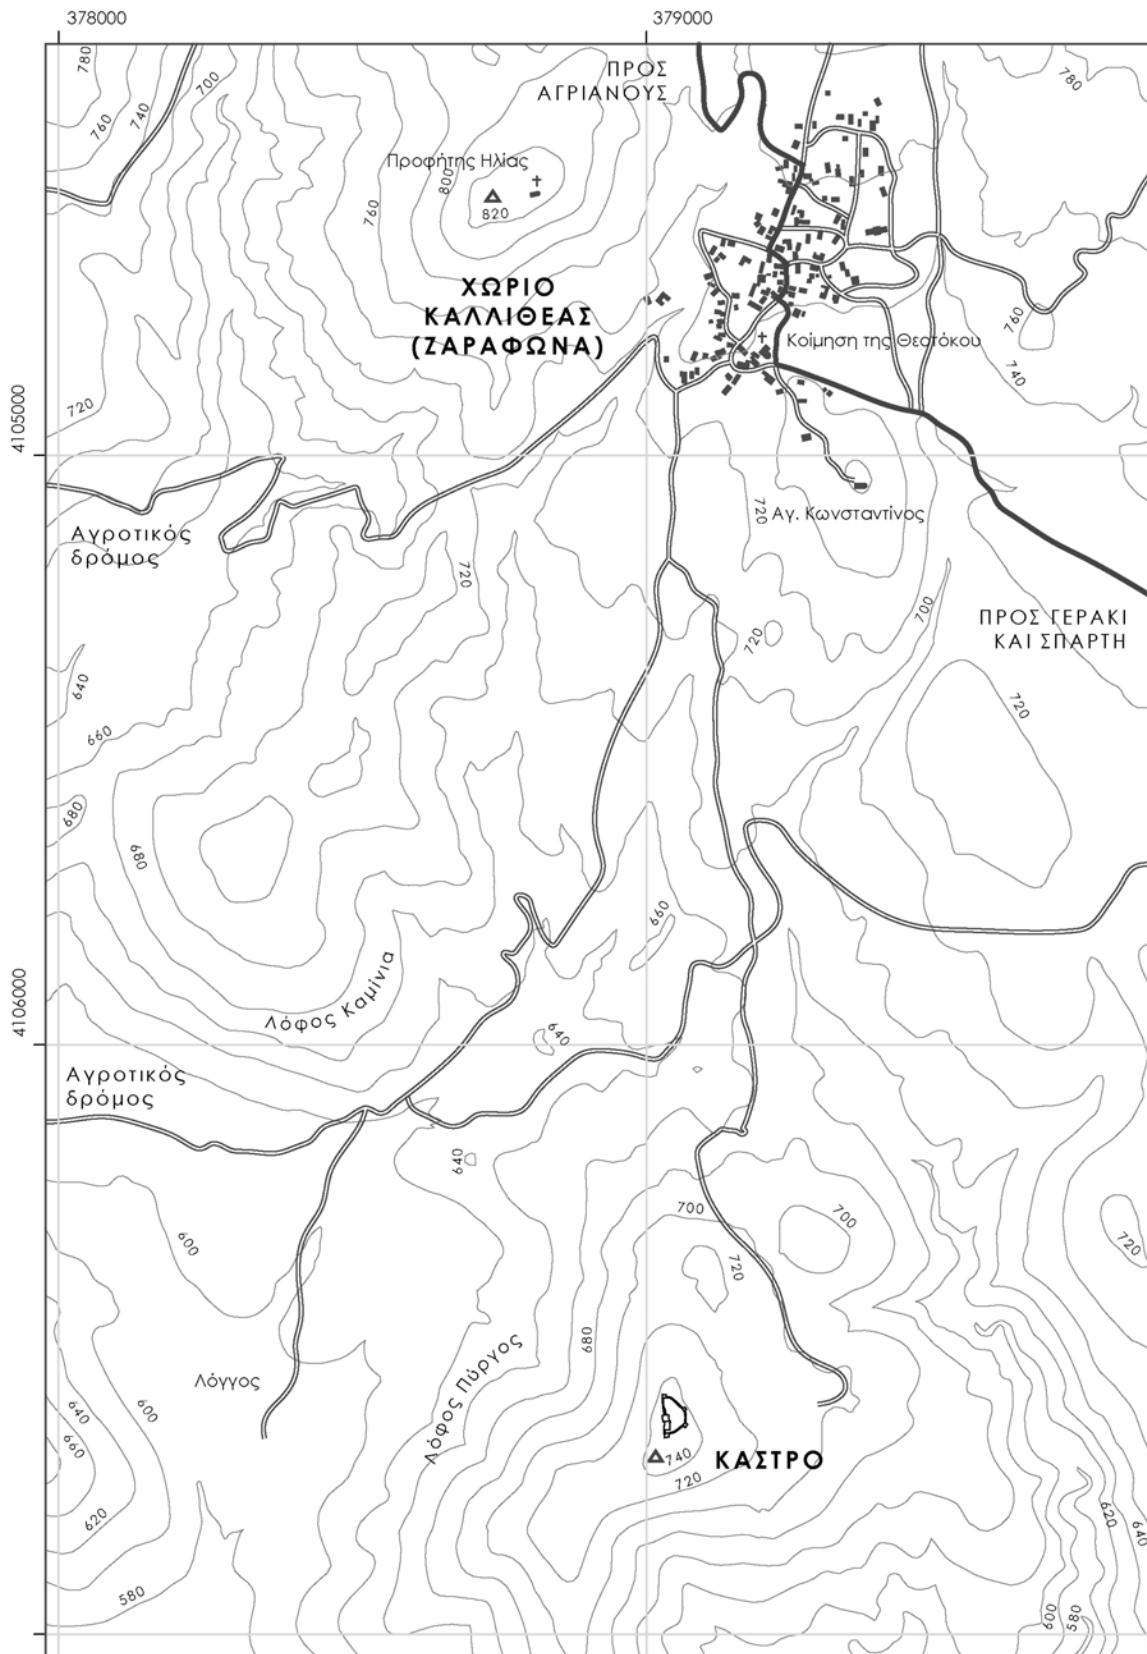 378000
379000
780
760
740
700
ΠΡΟΣ
ΑΓΡΙΑΝΟΥΣ
780
Προφήτης Ηλίας
800
820
760
ΧΩΡΙΟ
ΚΑΛΛΙΘΕΑΣ
(ΖΑΡΑΦΩΝΑ)
760
Κοίμηση της Θεοτόκου
740
720
4105000
720
Αγ. Κωνσταντίνος
Αγροτικός
δρόμος
720
700
ΠΡΟΣ ΓΕΡΑΚΙ
ΚΑΙ ΣΠΑΡΤΗ
720
640
720
660
680
680
660
Λόφος Καμίνια
4106000
640
Αγροτικός
δρόμος
640
700
700
720
600
720
680
Λόφος Πύργος
Λόγγος
640
600
660
740
ΚΑΣΤΡΟ
720
620
620
640
580
600
580